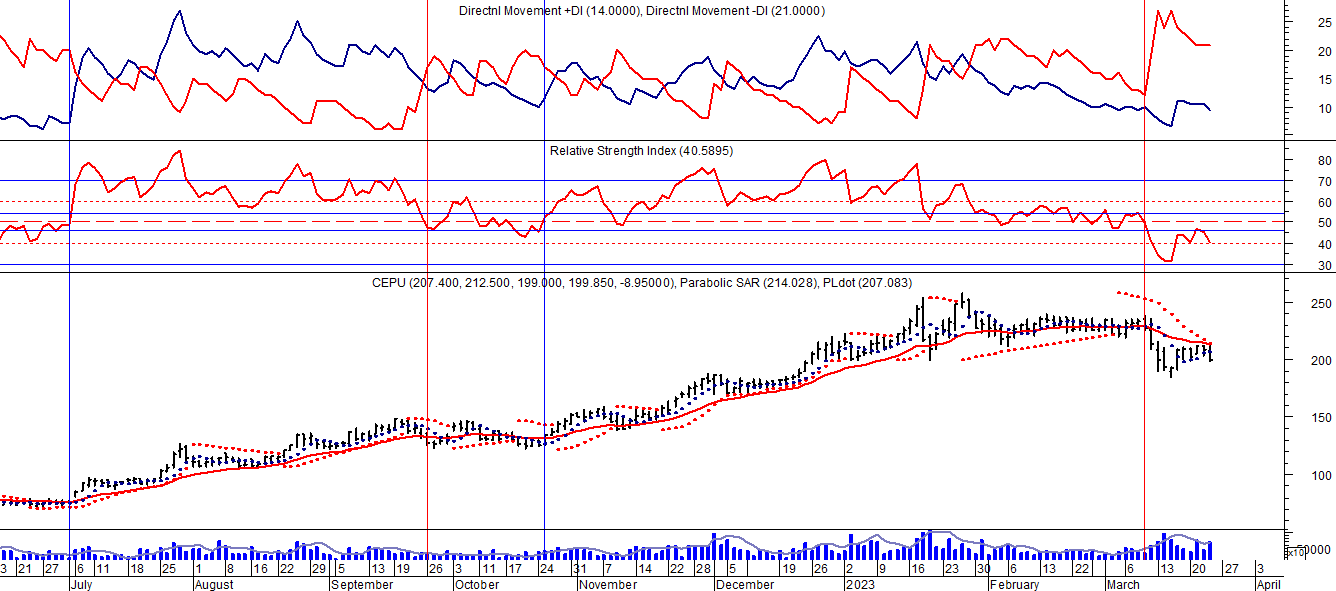 Directnl Movement +DI (14.0000), Directnl Movement -DI (21.0000)
25
20
15
10
Relative Strength Index (40.5895)
80
70
60
50
40
30
CEPU (207.400, 212.500, 199.000, 199.850, -8.95000), Parabolic SAR (214.028), PLdot (207.083)
250
200
150
100
50000
x10
3 21 27 6 11 18 25 1 8 16 22 29 5 12 19 26 3 11 17 24 31 7 14 22 28 5 19 26 2 9 16 23 30 6 13 22 6 13 20 27 3
July August September October November December 2023 February March April